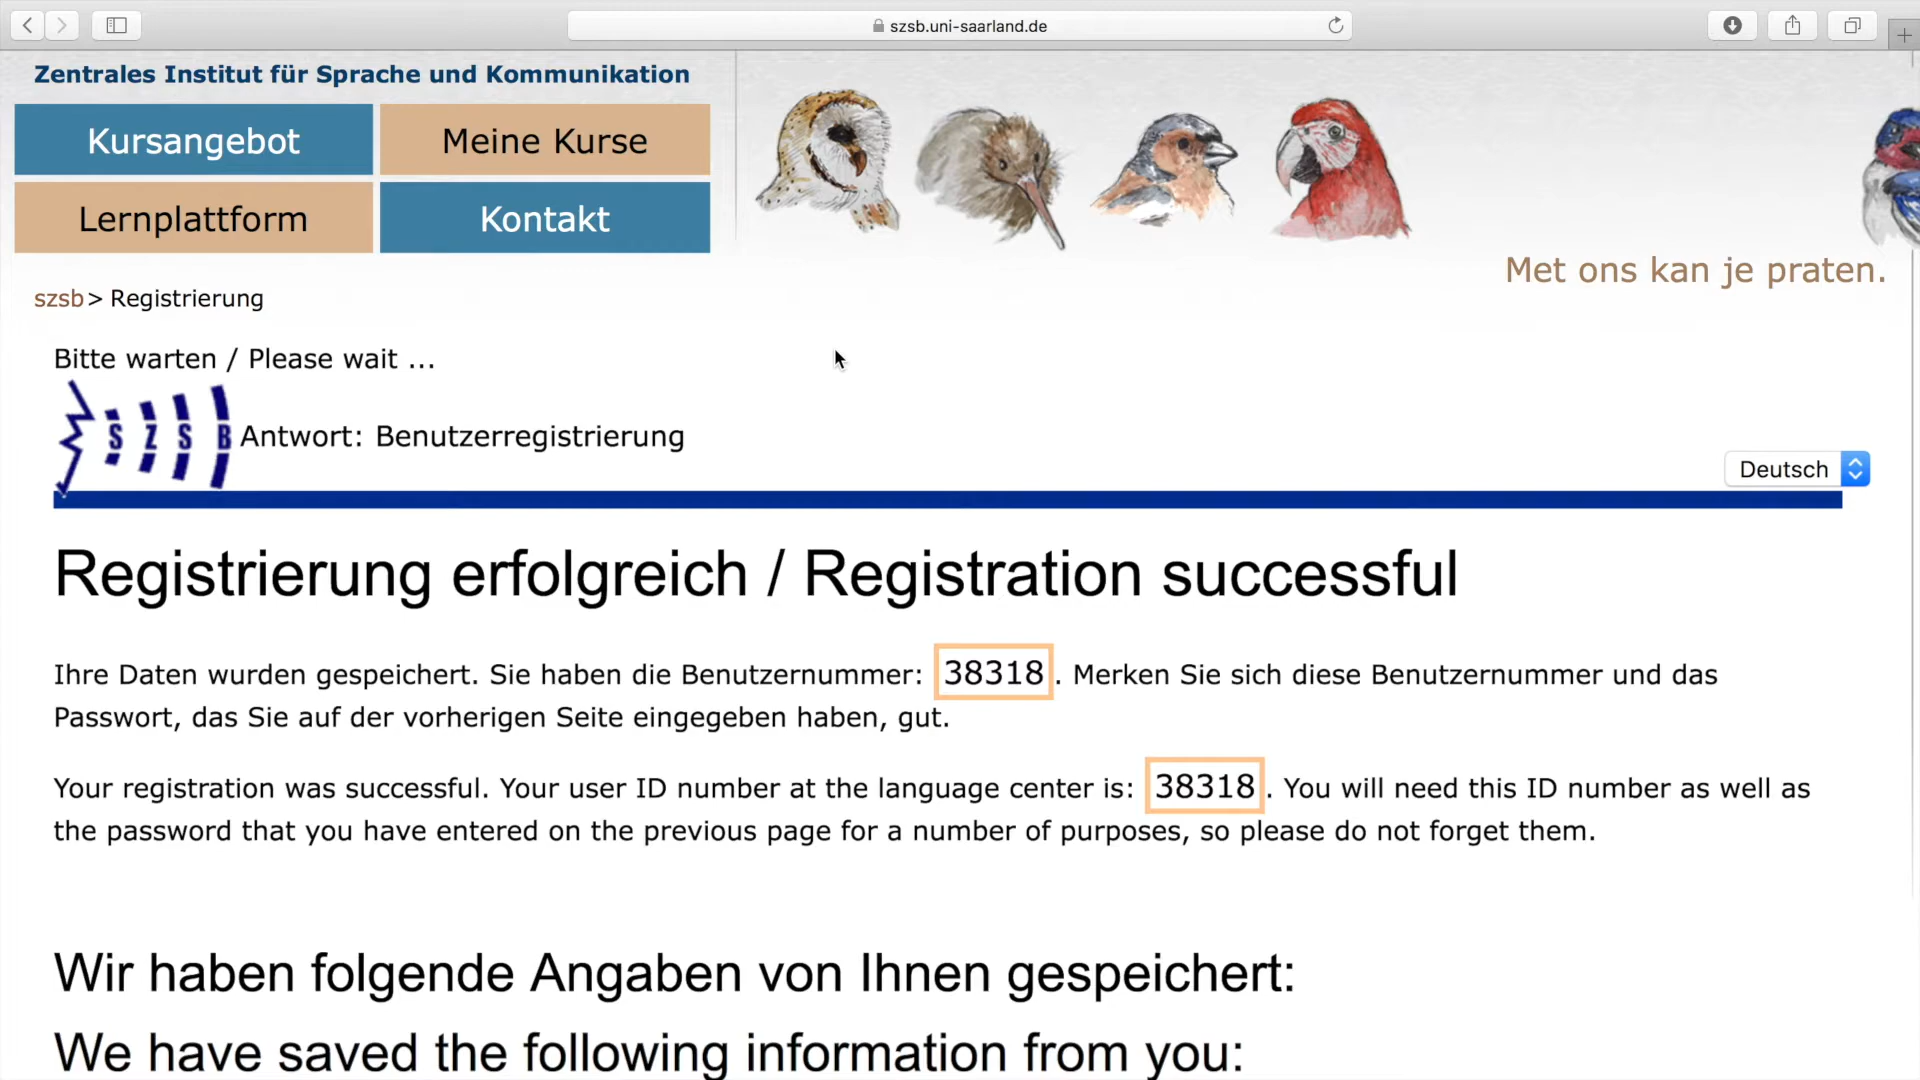 szsb.uni-saarland.de
Zentrales Institut für Sprache und Kommunikation
Kursangebot
Meine Kurse
Lernplattform
Kontakt
Met ons kan je praten.
szsb > Registrierung
Bitte warten / Please wait ...
SZSB Antwort: Benutzerregistrierung
Deutsch
Registrierung erfolgreich / Registration successful
Ihre Daten wurden gespeichert. Sie haben die Benutzernummer: 38318. Merken Sie sich diese Benutzernummer und das
Passwort, das Sie auf der vorherigen Seite eingegeben haben, gut.
Your registration was successful. Your user ID number at the language center is: 38318. You will need this ID number as well as
the password that you have entered on the previous page for a number of purposes, so please do not forget them.
Wir haben folgende Angaben von Ihnen gespeichert:
We have saved the following information from you: